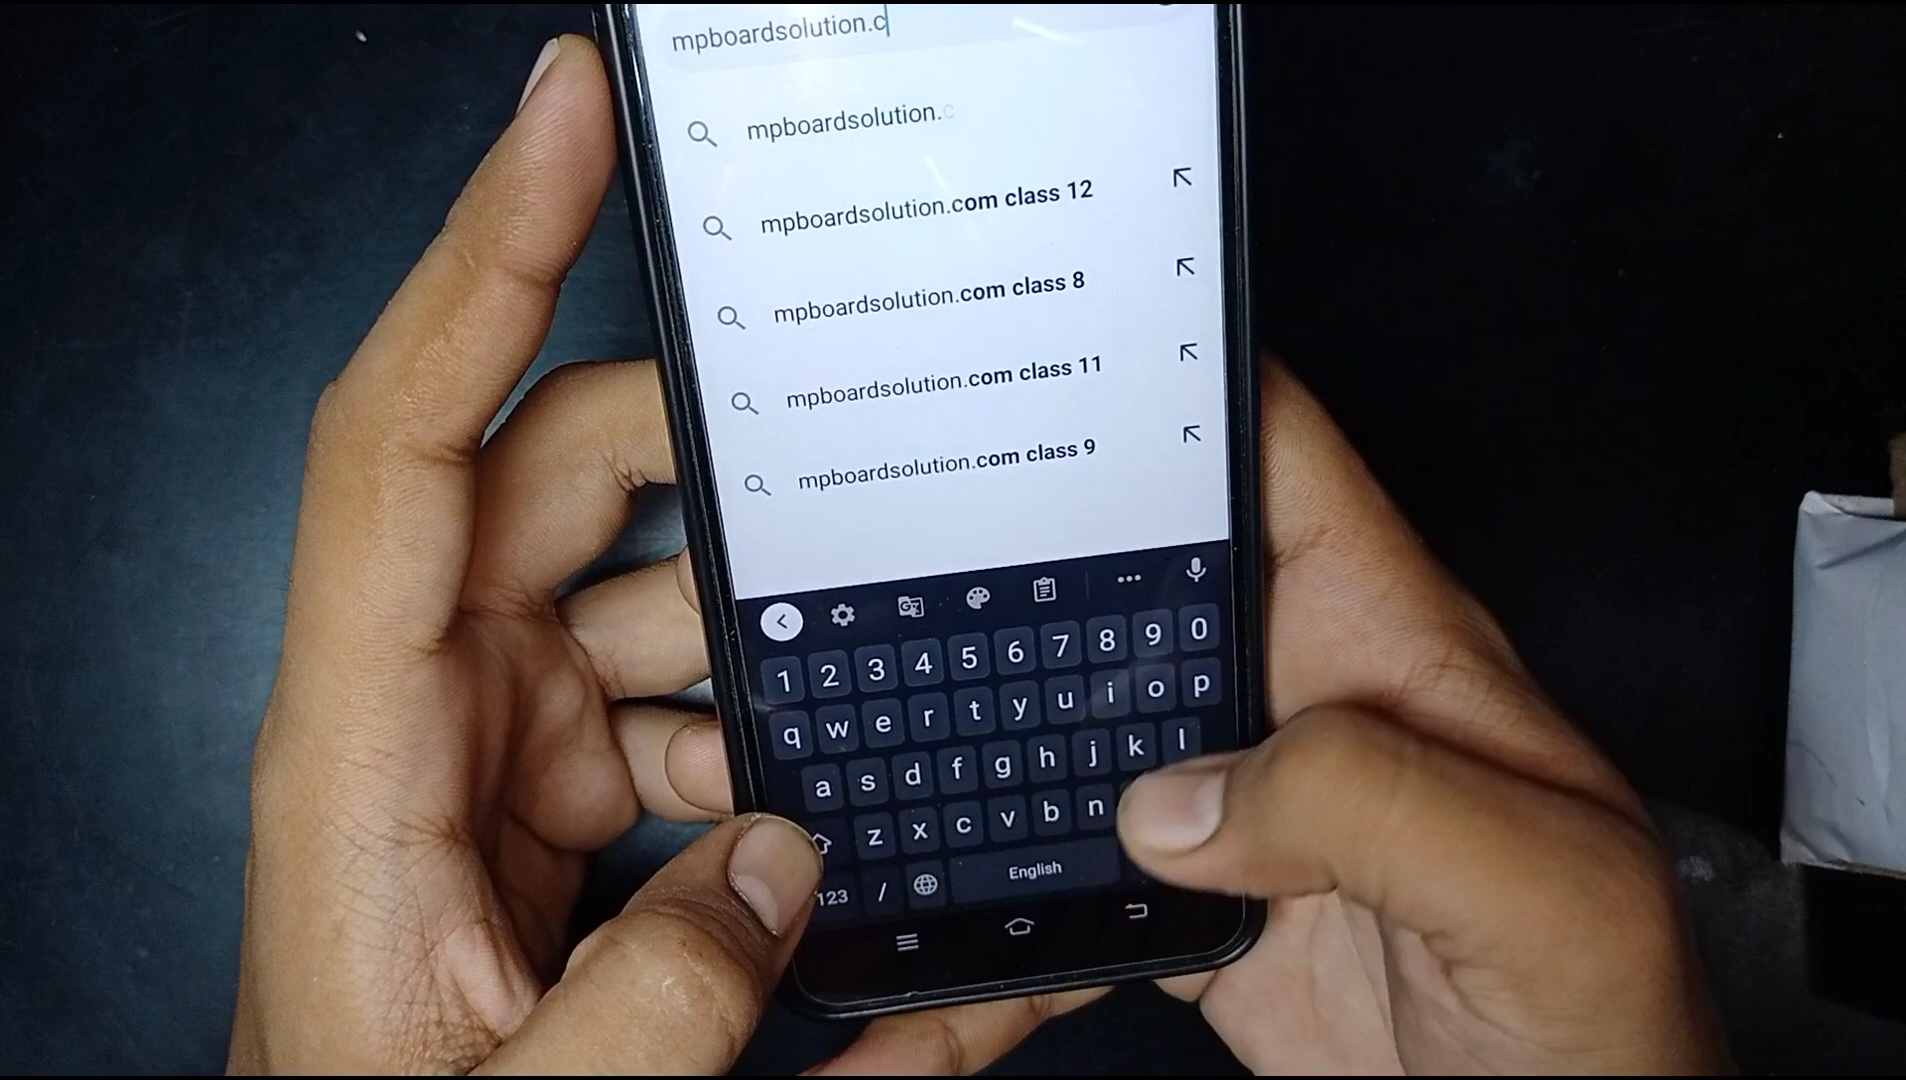 mpboardsolution.c
mpboardsolution.c
mpboardsolution.com class 12
mpboardsolution.com class 8
mpboardsolution.com class 11
mpboardsolution.com class 9
1 2 3 4 5 6 7 8 9 0
q w e r t y u i o p
a s d f g h j k l
z x c v b n
123 / English